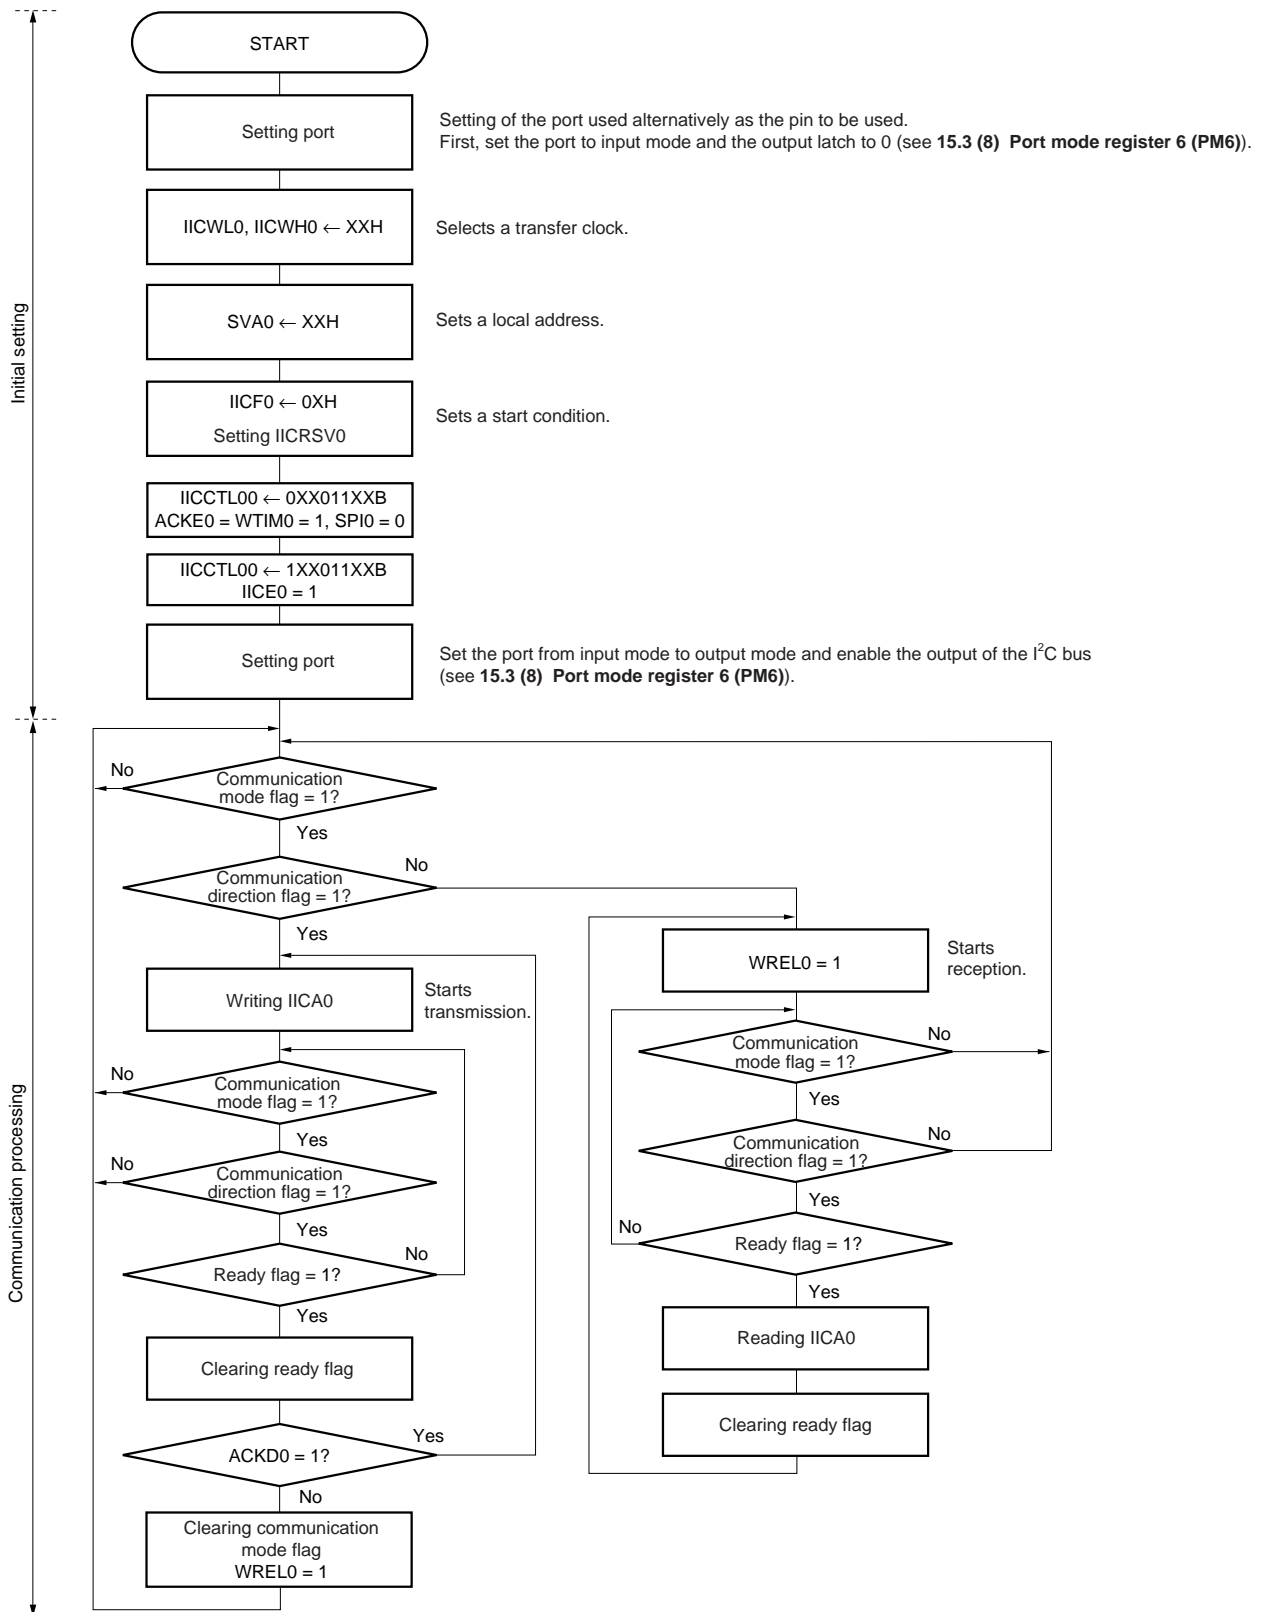 START
Setting port
Setting of the port used alternatively as the pin to be used.
First, set the port to input mode and the output latch to 0 (see 15.3 (8) Port mode register 6 (PM6)).
IICWL0, IICWH0 ← XXH
Selects a transfer clock.
SVA0 ← XXH
Sets a local address.
Initial setting
IICF0 ← 0XH
Setting IICRSV0
Sets a start condition.
IICCTL00 ← 0XX011XXB
ACKE0 = WTIM0 = 1, SPI0 = 0
IICCTL00 ← 1XX011XXB
IICE0 = 1
Setting port
Set the port from input mode to output mode and enable the output of the I²C bus
(see 15.3 (8) Port mode register 6 (PM6)).
Communication processing
No
Communication
mode flag = 1?
Yes
Communication
direction flag = 1?
No
Yes
Writing IICA0
Starts
transmission.
No
Communication
mode flag = 1?
Yes
No
Communication
direction flag = 1?
Yes
Ready flag = 1?
No
Yes
Clearing ready flag
ACKD0 = 1?
Yes
No
Clearing communication
mode flag
WREL0 = 1
WREL0 = 1
Starts
reception.
Communication
mode flag = 1?
No
Yes
Communication
direction flag = 1?
No
Yes
No
Ready flag = 1?
Yes
Reading IICA0
Clearing ready flag